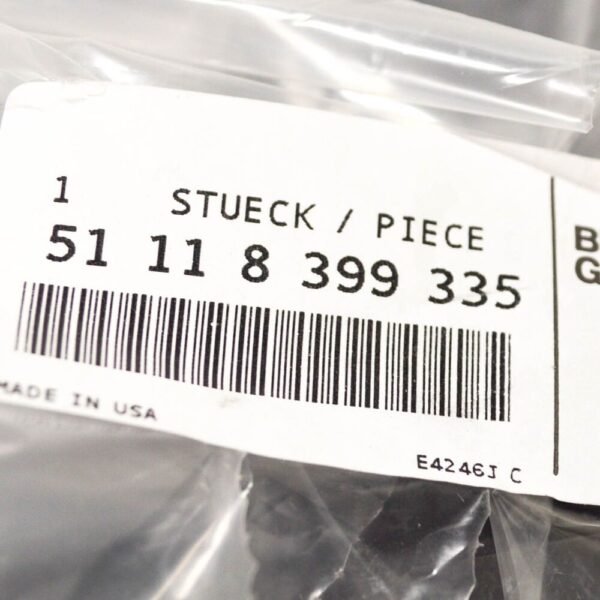 1 STUECK / PIECE
51 11 8 399 335
MADE IN USA
E4246J C
B
G